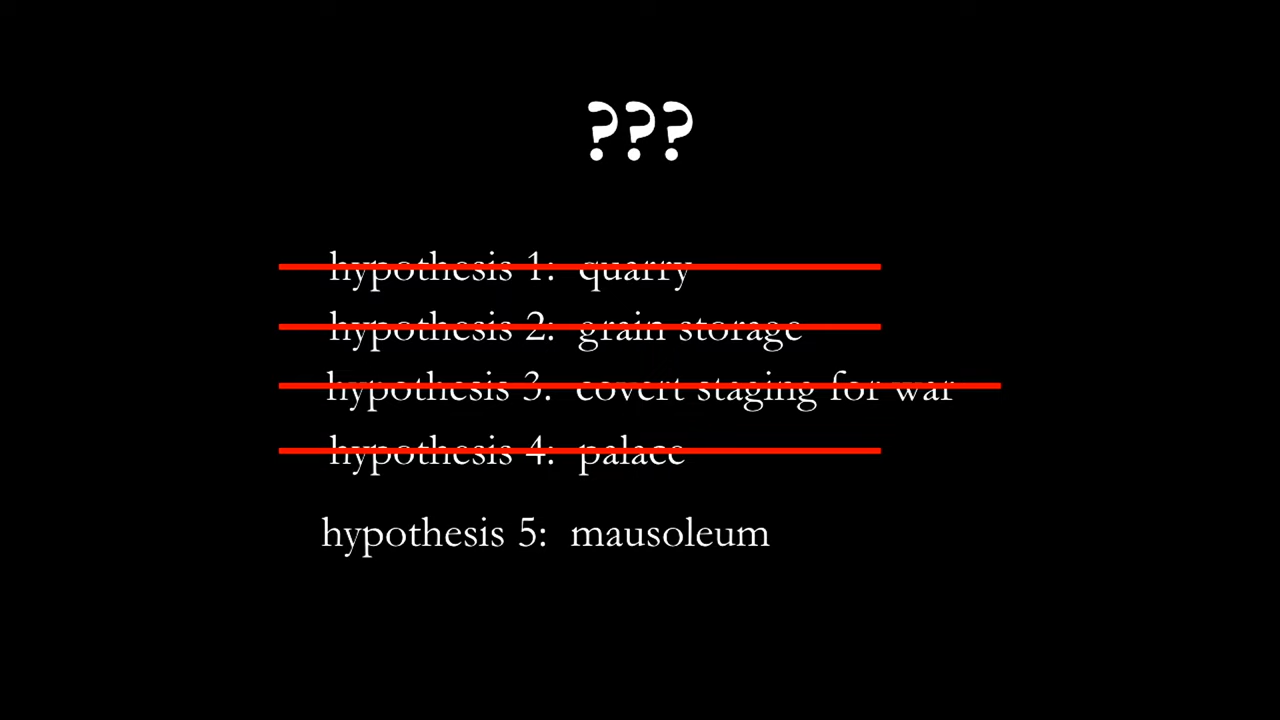 ???
hypothesis 1: quarry
hypothesis 2: grain storage
hypothesis 3: covert staging for war
hypothesis 4: palace
hypothesis 5: mausoleum